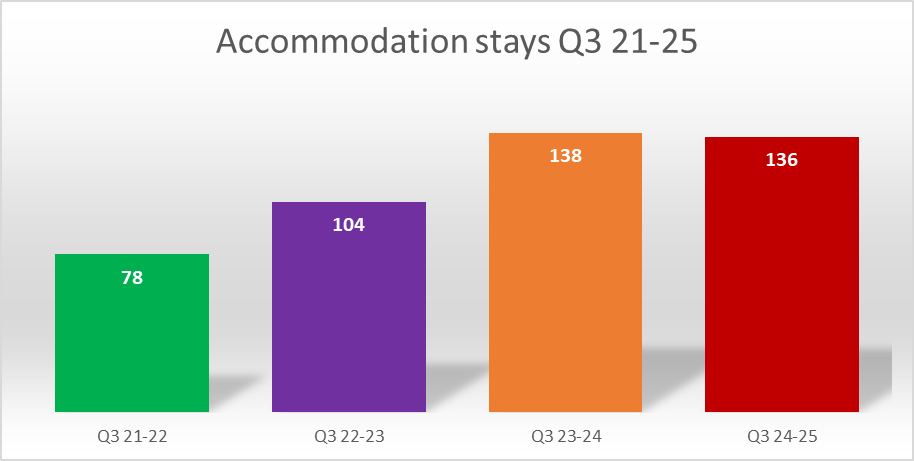 Accommodation stays Q3 21-25
138
136
104
78
Q3 21-22
Q3 22-23
Q3 23-24
Q3 24-25